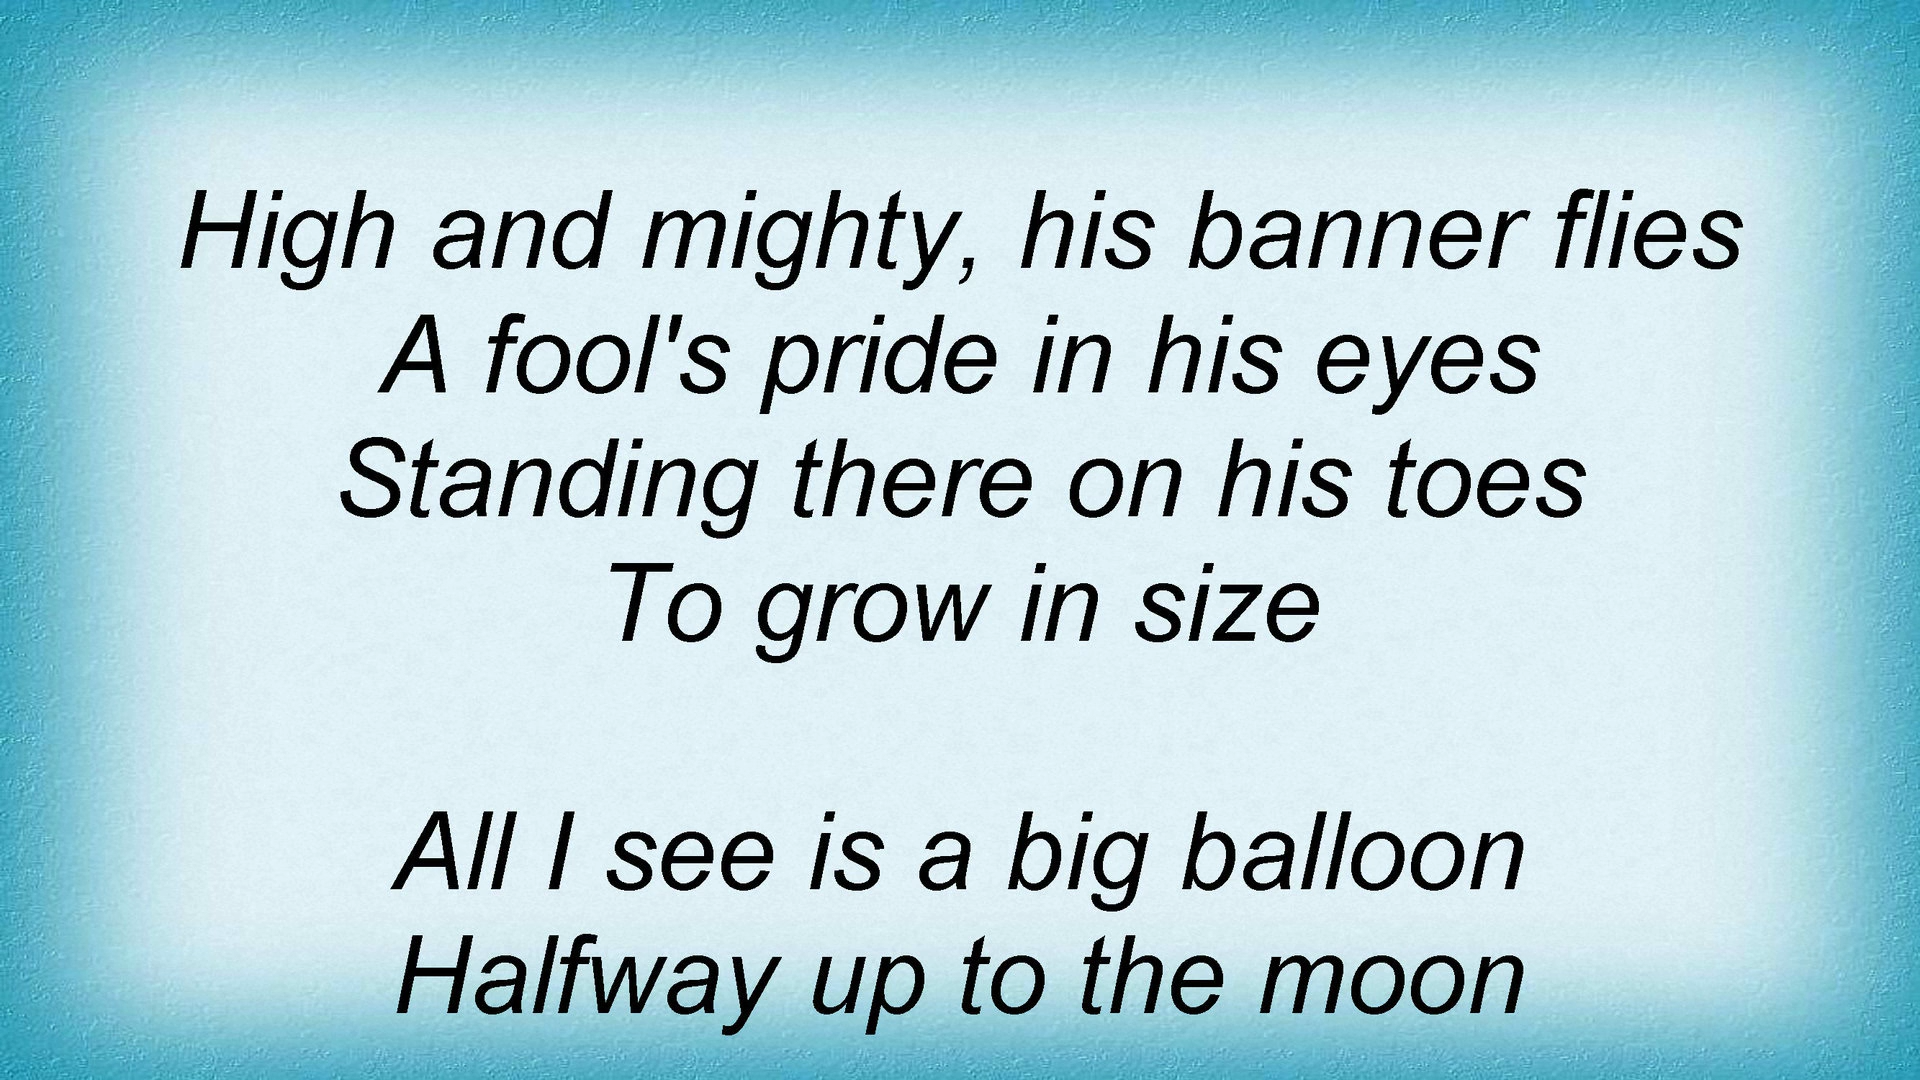 High and mighty, his banner flies
A fool's pride in his eyes
Standing there on his toes
To grow in size
All I see is a big balloon
Halfway up to the moon